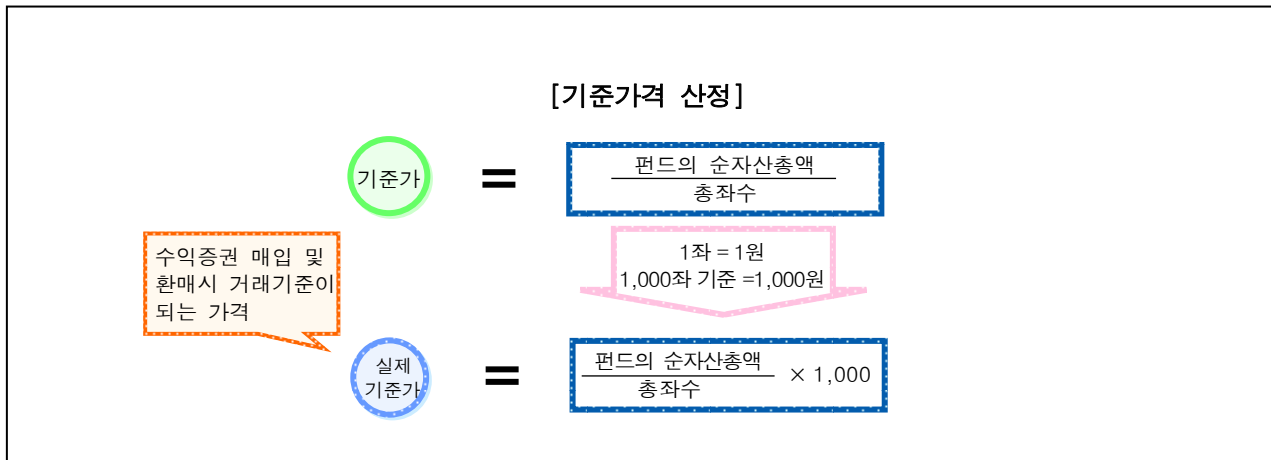 [기준가격 산정]
기준가
=
펀드의 순자산총액
총좌수
1좌 = 1원
1,000좌 기준 =1,000원
수익증권 매입 및
환매시 거래기준이
되는 가격
실제
기준가
=
펀드의 순자산총액
총좌수
× 1,000